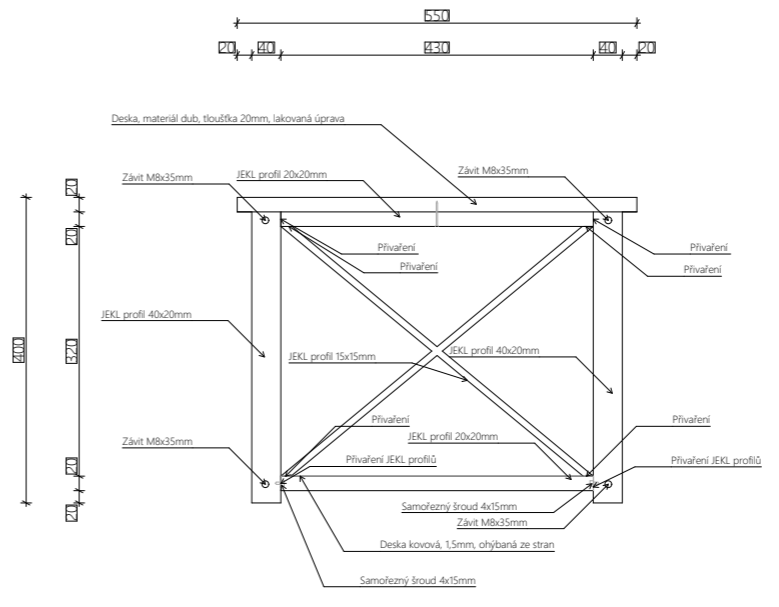 550
20 40 430 40 20
Deska, materiál dub, tloušťka 20mm, lakovaná úprava
Závit M8x35mm
JEKL profil 20x20mm
Závit M8x35mm
20
20
Přivaření
Přivaření
Přivaření
Přivaření
JEKL profil 40x20mm
400
320
JEKL profil 15x15mm
JEKL profil 40x20mm
Přivaření
Přivaření
JEKL profil 20x20mm
Závit M8x35mm
Přivaření JEKL profilů
Přivaření JEKL profilů
20
20
Samořezný šroud 4x15mm
Závit M8x35mm
Deska kovová, 1,5mm, ohýbaná ze stran
Samořezný šroud 4x15mm